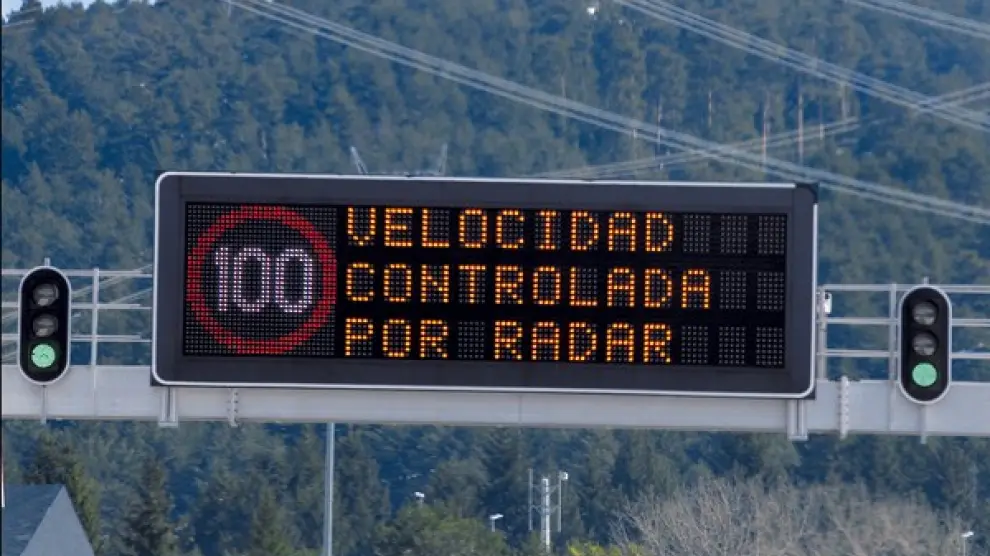 100
VELOCIDAD
CONTROLADA
POR RADAR